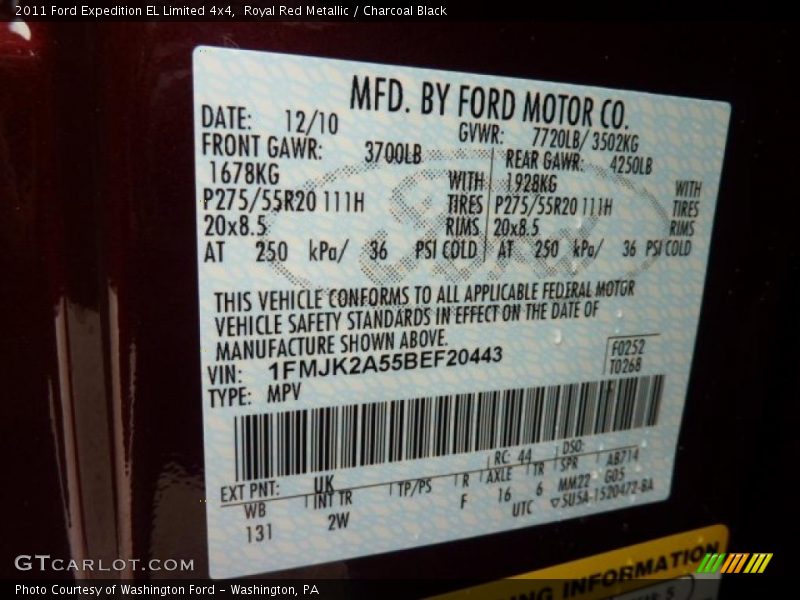 2011 Ford Expedition EL Limited 4x4,  Royal Red Metallic / Charcoal Black
MFD. BY FORD MOTOR CO.
DATE: 12/10 GVWR: 7720LB/ 3502KG
FRONT GAWR: 3700LB REAR GAWR: 4250LB
1678KG WITH 1928KG WITH
P275/55R20 111H TIRES P275/55R20 111H TIRES
20x8.5 RIMS 20x8.5 RIMS
AT 250 kPa/ 36 PSI COLD AT 250 kPa/ 36 PSI COLD
THIS VEHICLE CONFORMS TO ALL APPLICABLE FEDERAL MOTOR
VEHICLE SAFETY STANDARDS IN EFFECT ON THE DATE OF
MANUFACTURE SHOWN ABOVE.
VIN: 1FMJK2A55BEF20443
F0252
T0268
TYPE: MPV
RC: 44 DSO:
EXT PNT: UK
WB INT TR TP/PS R AXLE TR SPR AB714
131 2W F 16 6 MM22 G05
UTC ▽5U5A-1520472-BA
ING INFORMATION
GTCARLOT.COM
Photo Courtesy of Washington Ford - Washington, PA